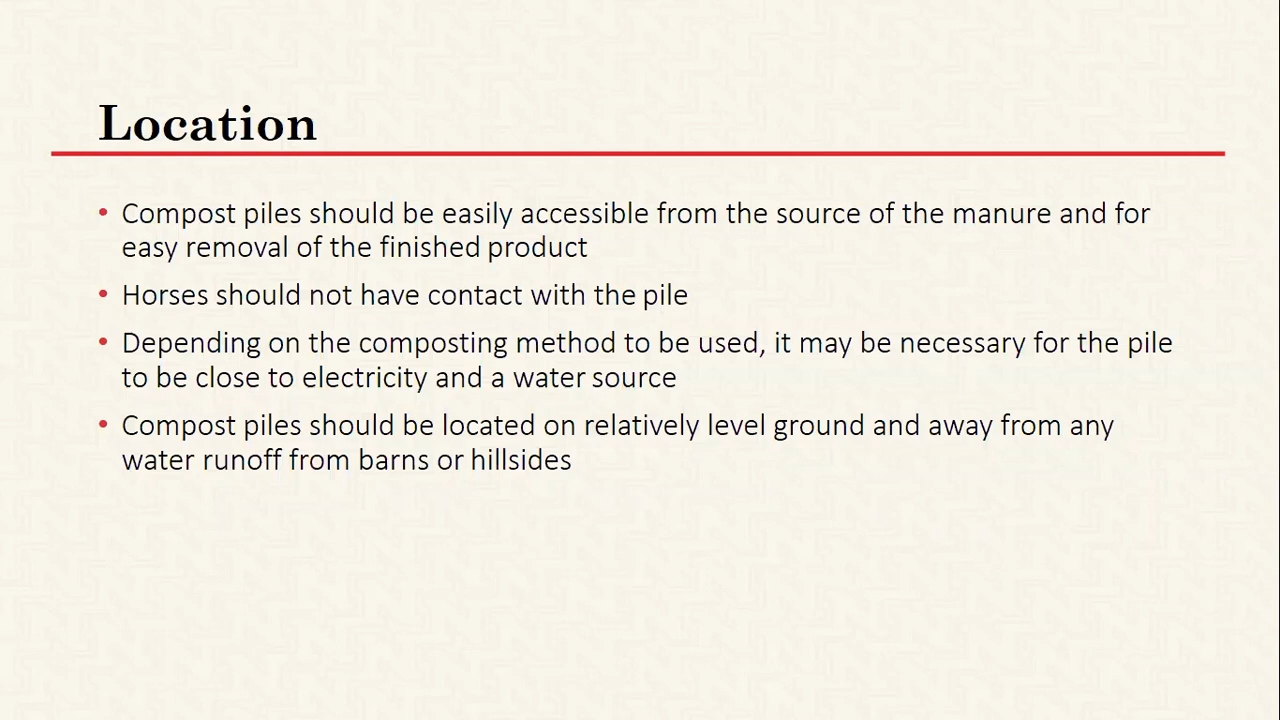 Location
• Compost piles should be easily accessible from the source of the manure and for
easy removal of the finished product
• Horses should not have contact with the pile
• Depending on the composting method to be used, it may be necessary for the pile
to be close to electricity and a water source
• Compost piles should be located on relatively level ground and away from any
water runoff from barns or hillsides